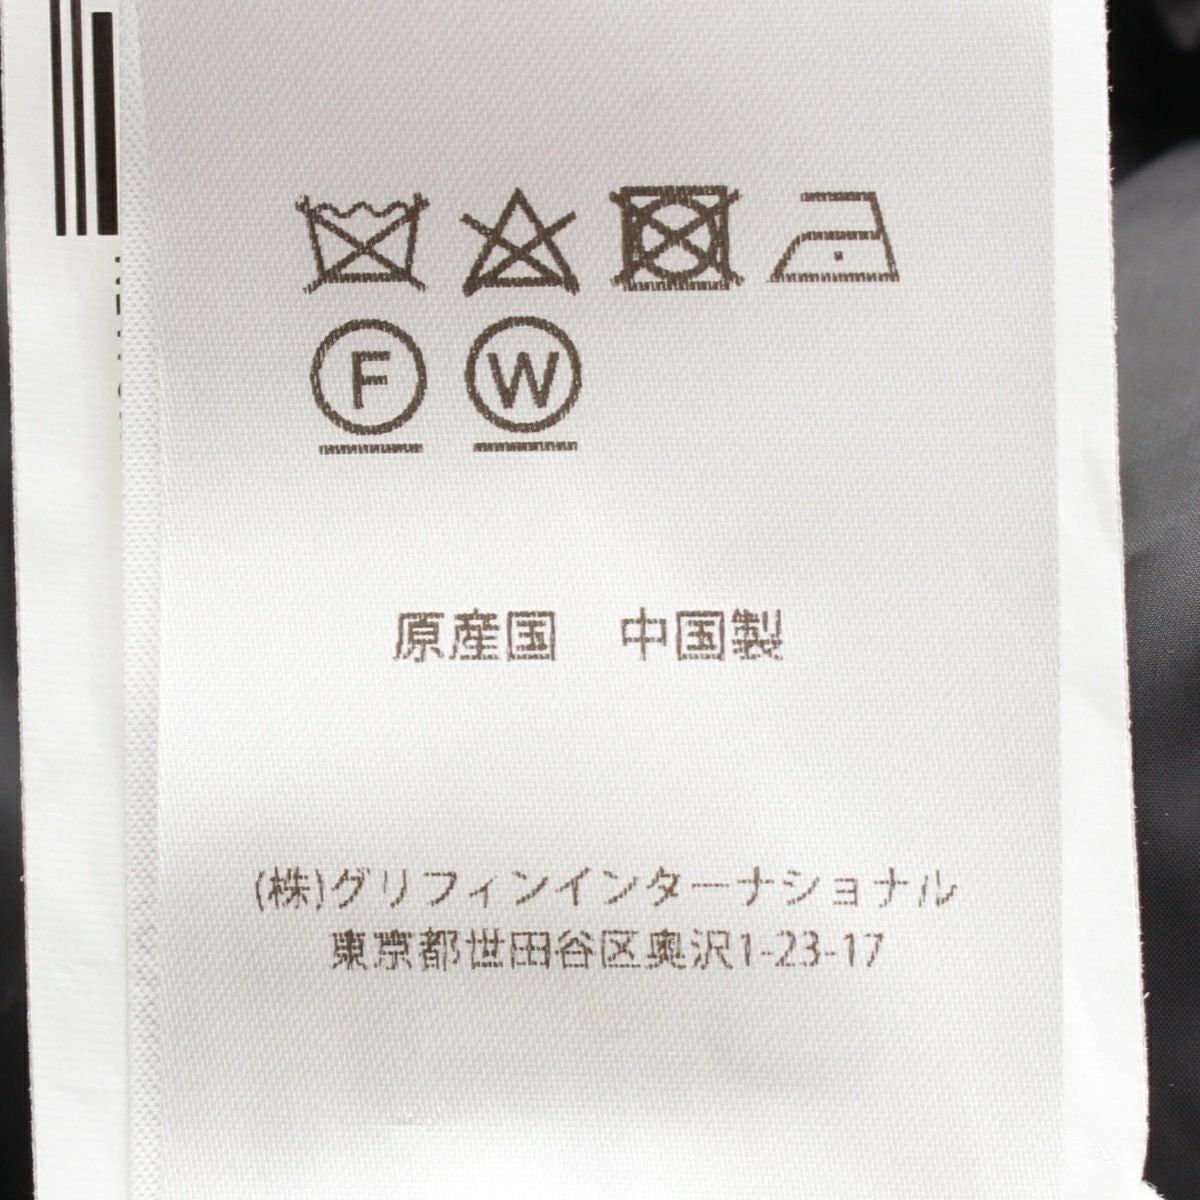 F W
原産国　中国製
(株)グリフィンインターナショナル
東京都世田谷区奥沢1-23-17